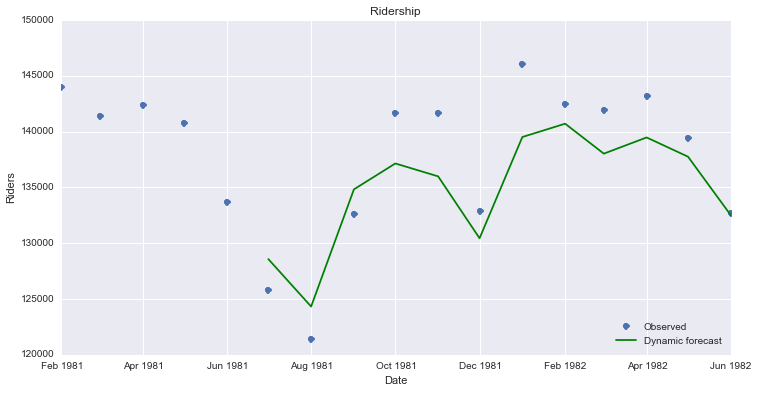 Ridership
150000
145000
140000
135000
130000
125000
120000
Riders
Feb 1981
Apr 1981
Jun 1981
Aug 1981
Oct 1981
Dec 1981
Feb 1982
Apr 1982
Jun 1982
Date
Observed
Dynamic forecast